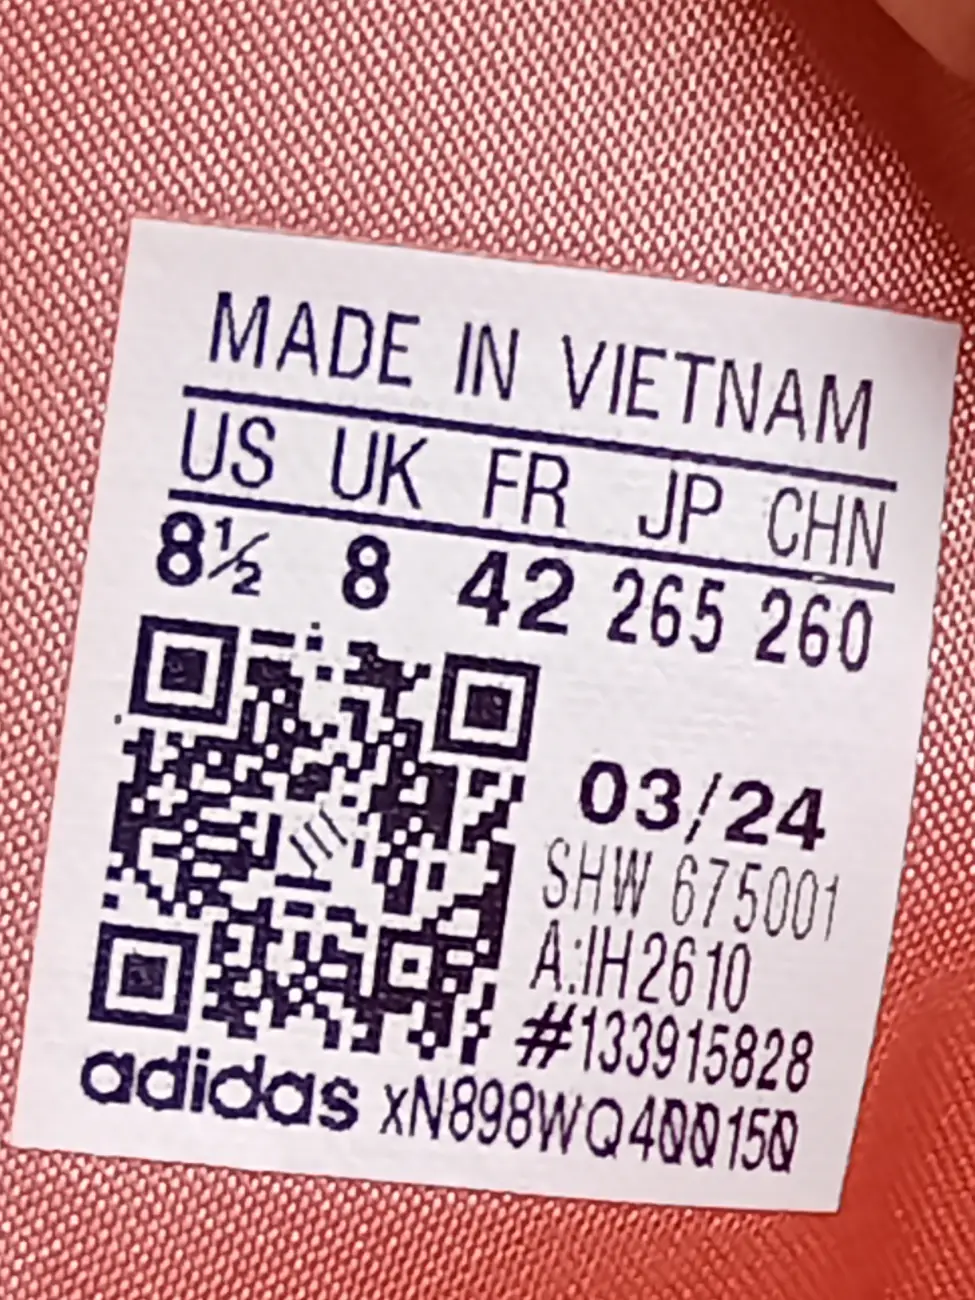 MADE IN VIETNAM
US UK FR JP CHN
8½ 8 42 265 260
03/24
SHW 675001
A:IH2610
#133915828
adidas xN898WQ400150